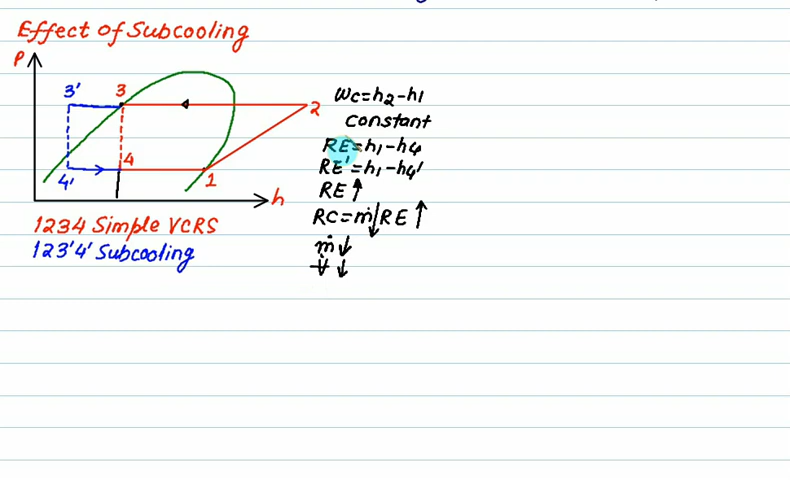 Effect of Subcooling
P
3'
3
2
4'
4
1
h
1234 Simple VCRS
123'4' Subcooling
Wc=h2-h1
Constant
RE=h1-h4
RE'=h1-h4'
RE↑
RC=ṁ↓RE↑
ṁ↓
V̶̇↓